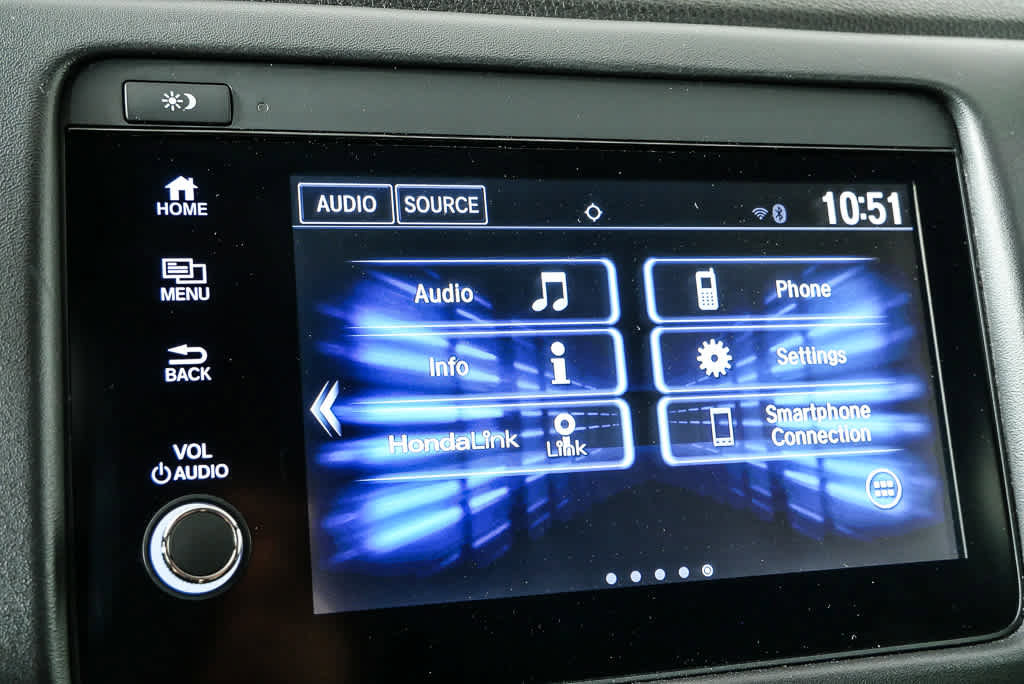 HOME
MENU
BACK
VOL
AUDIO
AUDIO
SOURCE
10:51
Audio
Phone
Info
i
Settings
HondaLink
Link
Smartphone
Connection